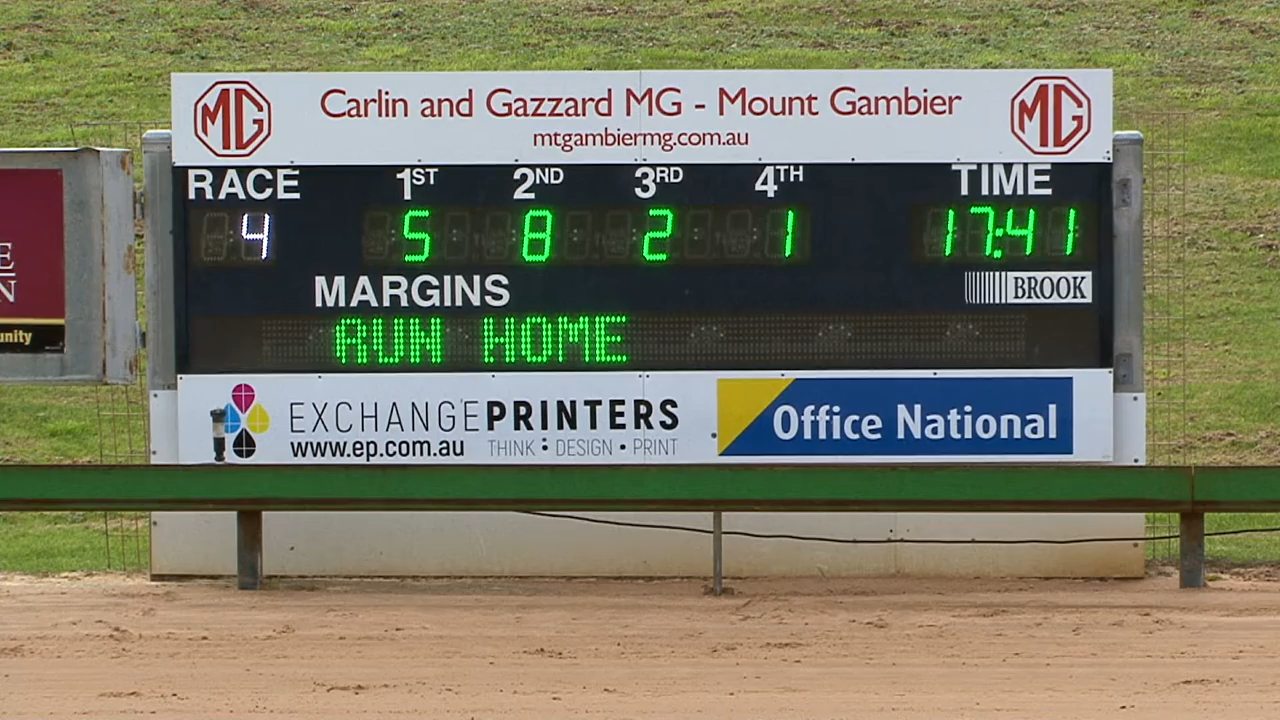 MG Carlin and Gazzard MG - Mount Gambier MG
mtgambiermg.com.au
RACE 1ST 2ND 3RD 4TH TIME
4 5 8 2 1 17:41
MARGINS BROOK
RUN HOME
EXCHANGEPRINTERS Office National
www.ep.com.au THINK • DESIGN • PRINT
E
N
unity